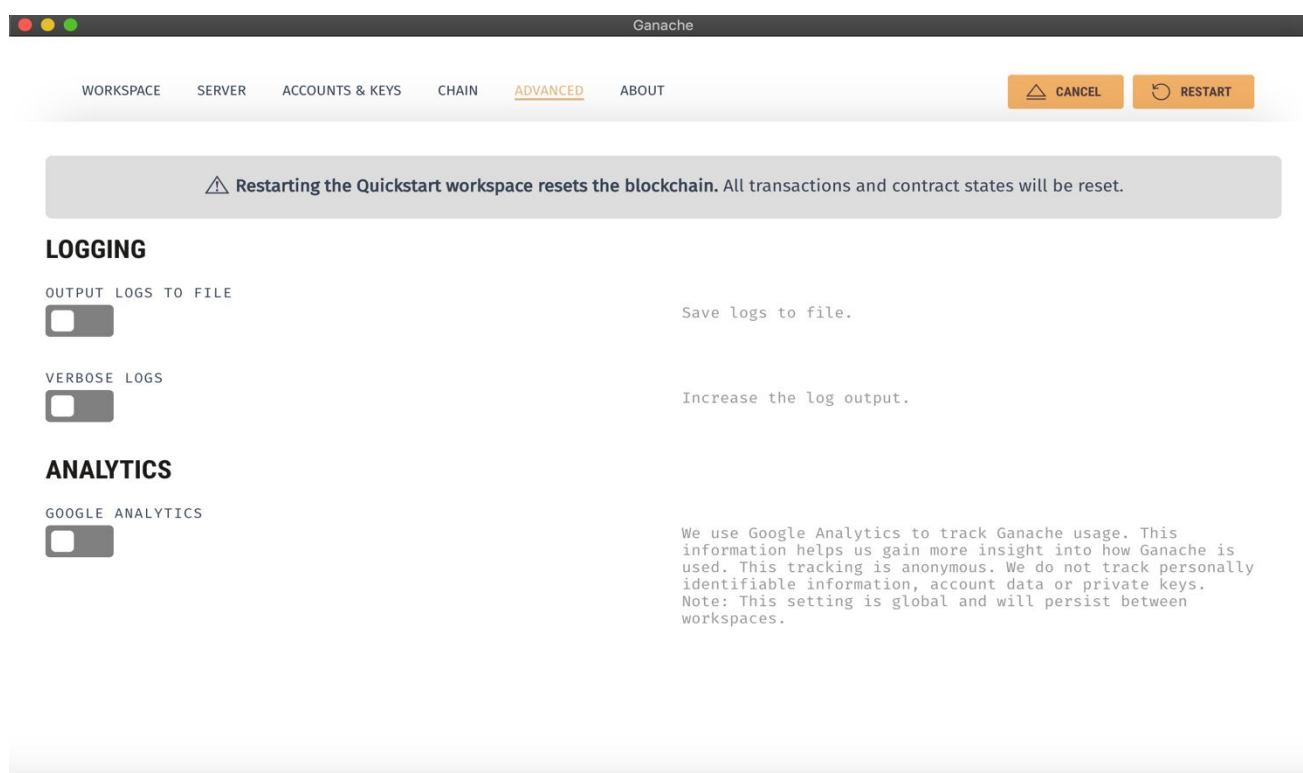 Ganache
WORKSPACE SERVER ACCOUNTS & KEYS CHAIN ADVANCED ABOUT CANCEL RESTART
Restarting the Quickstart workspace resets the blockchain. All transactions and contract states will be reset.
LOGGING
OUTPUT LOGS TO FILE
Save logs to file.
VERBOSE LOGS
Increase the log output.
ANALYTICS
GOOGLE ANALYTICS
We use Google Analytics to track Ganache usage. This
information helps us gain more insight into how Ganache is
used. This tracking is anonymous. We do not track personally
identifiable information, account data or private keys.
Note: This setting is global and will persist between
workspaces.